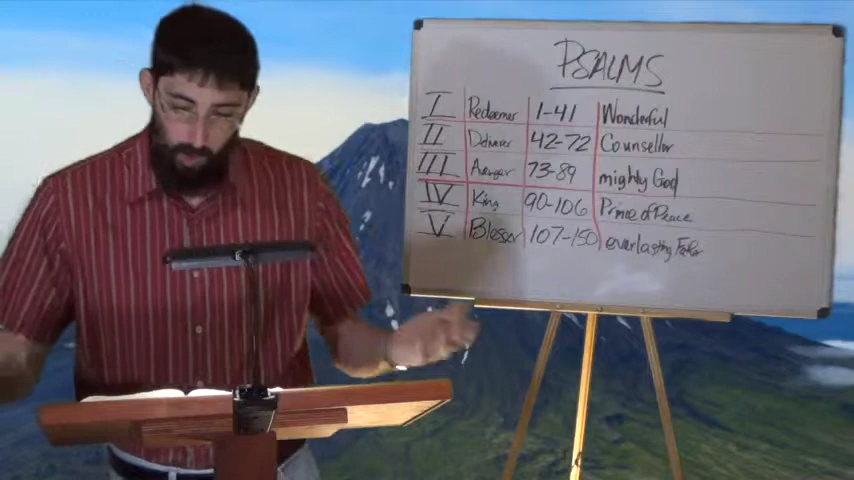 PSALMS
I Redeemer 1-41 Wonderful
II Deliverer 42-72 Counsellor
III Avenger 73-89 mighty God
IV King 90-106 Prince of Peace
V Blesser 107-150 everlasting Father